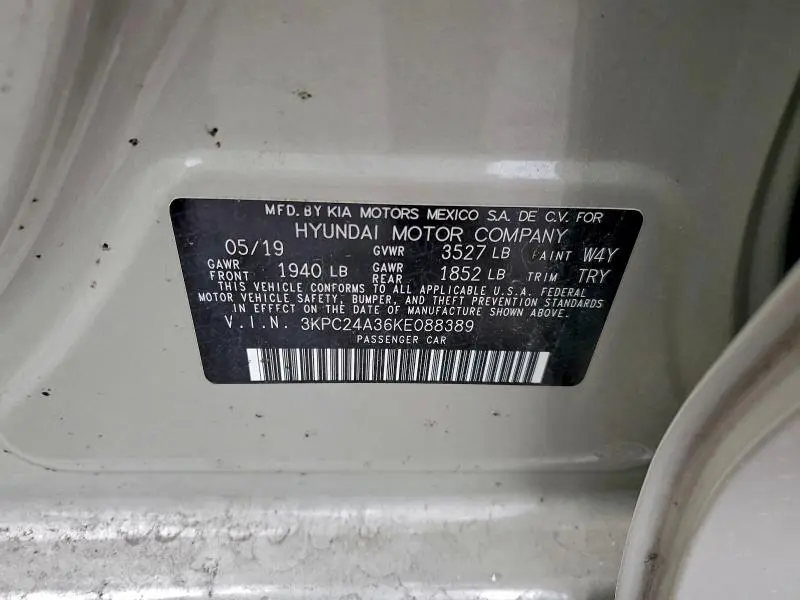 MFD. BY KIA MOTORS MEXICO S.A. DE C.V. FOR
HYUNDAI MOTOR COMPANY
05/19 GVWR 3527 LB PAINT W4Y
GAWR FRONT 1940 LB GAWR REAR 1852 LB TRIM TRY
THIS VEHICLE CONFORMS TO ALL APPLICABLE U.S.A. FEDERAL
MOTOR VEHICLE SAFETY, BUMPER, AND THEFT PREVENTION STANDARDS
IN EFFECT ON THE DATE OF MANUFACTURE SHOWN ABOVE.
V.I.N. 3KPC24A36KE088389
PASSENGER CAR